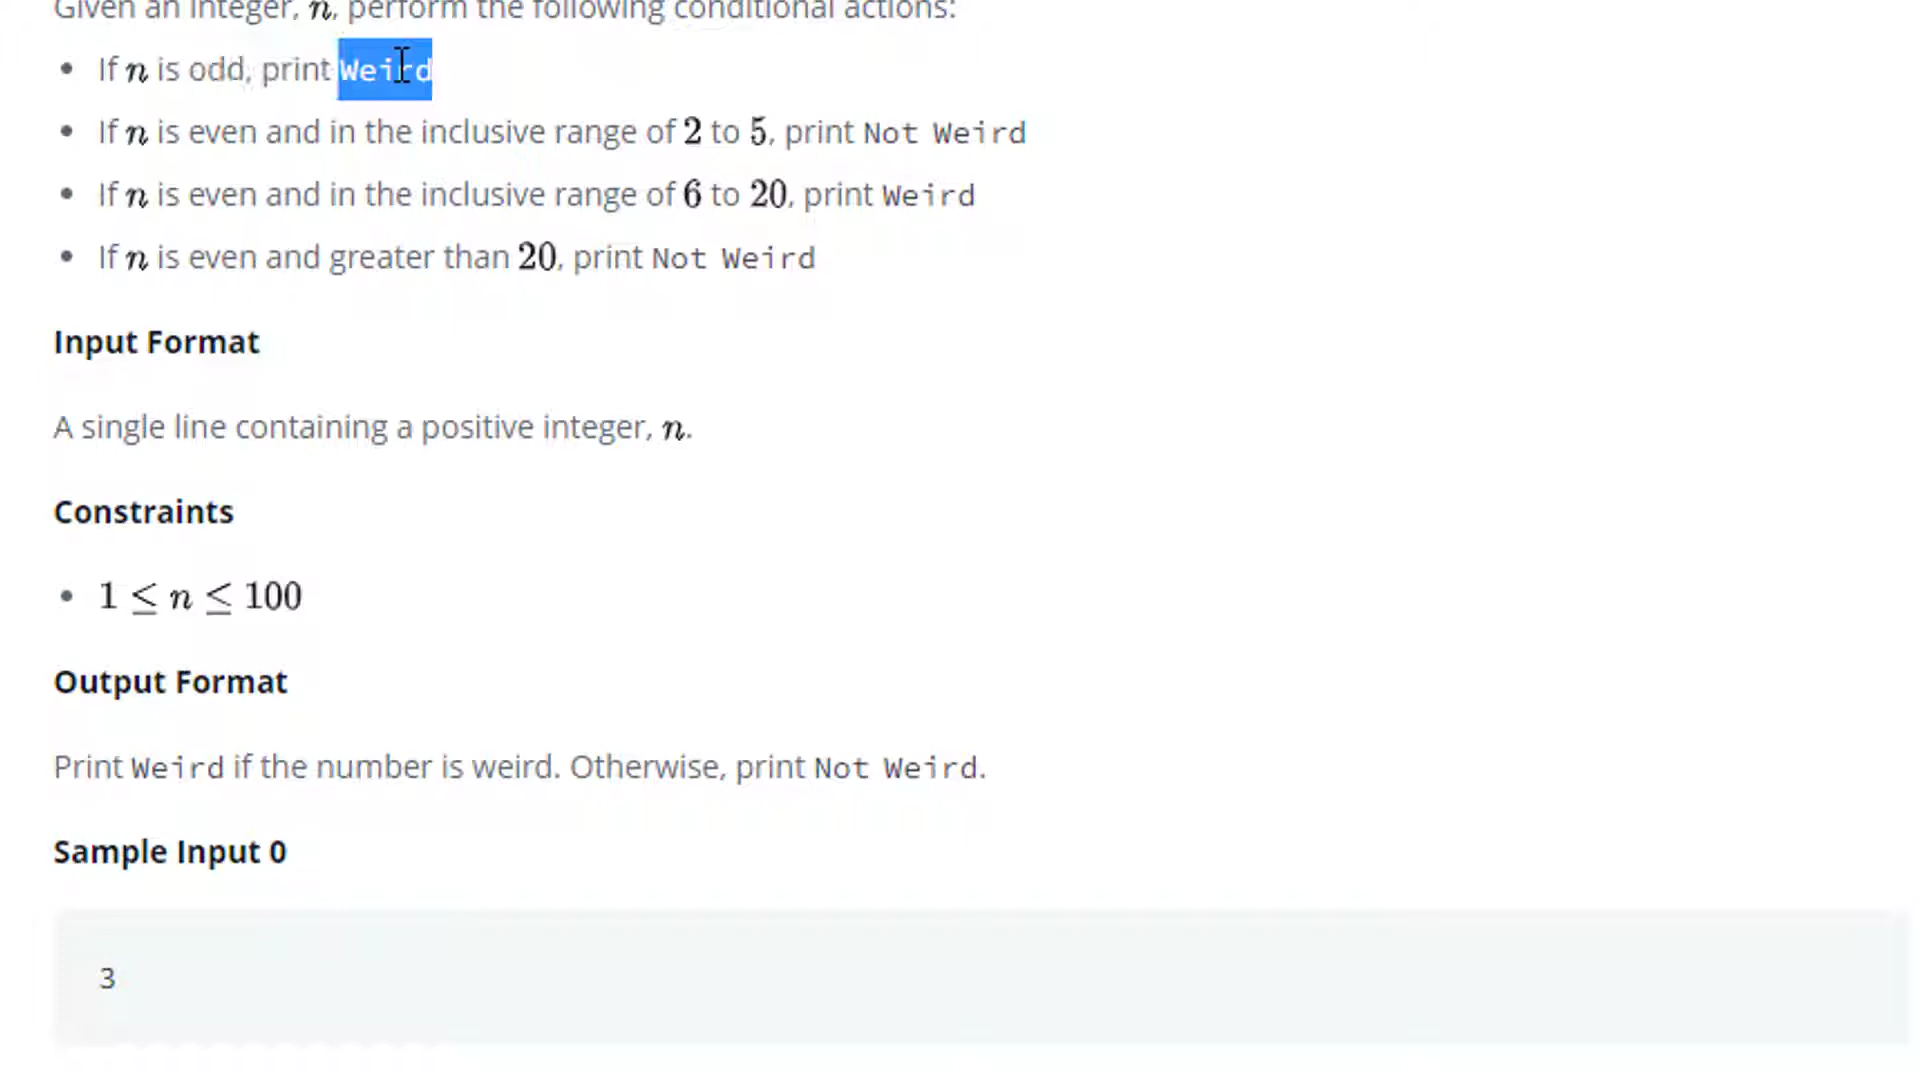 Given an integer, n, perform the following conditional actions:
• If n is odd, print Weird
• If n is even and in the inclusive range of 2 to 5, print Not Weird
• If n is even and in the inclusive range of 6 to 20, print Weird
• If n is even and greater than 20, print Not Weird
Input Format
A single line containing a positive integer, n.
Constraints
• 1 ≤ n ≤ 100
Output Format
Print Weird if the number is weird. Otherwise, print Not Weird.
Sample Input 0
3